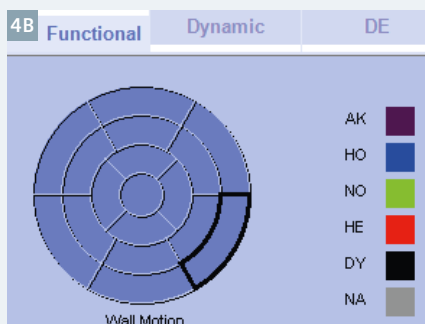 4B Functional Dynamic DE
AK
HO
NO
HE
DY
NA
Wall Motion